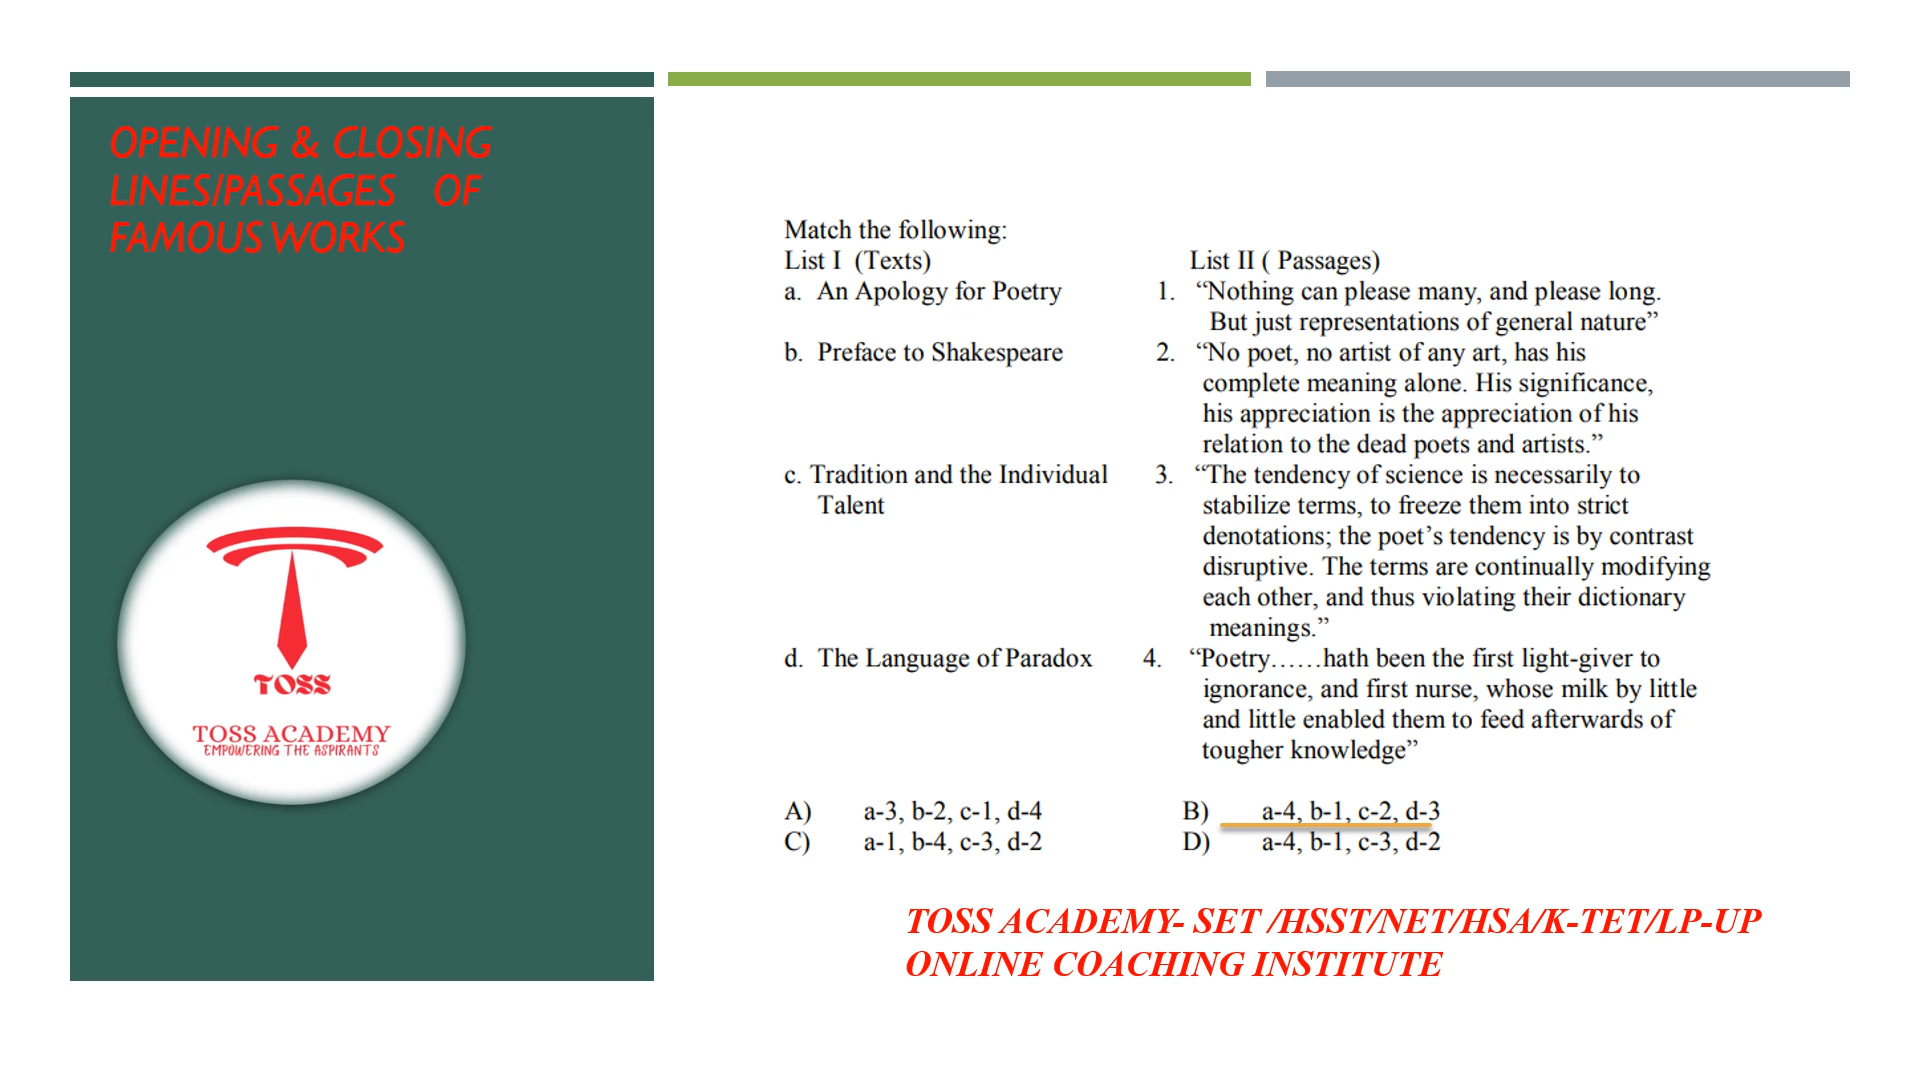 OPENING & CLOSING
LINES/PASSAGES OF
FAMOUS WORKS
TOSS
TOSS ACADEMY
EMPOWERING THE ASPIRANTS
Match the following:
List I (Texts) List II ( Passages)
a. An Apology for Poetry 1. “Nothing can please many, and please long.
But just representations of general nature”
b. Preface to Shakespeare 2. “No poet, no artist of any art, has his
complete meaning alone. His significance,
his appreciation is the appreciation of his
relation to the dead poets and artists.”
c. Tradition and the Individual 3. “The tendency of science is necessarily to
Talent stabilize terms, to freeze them into strict
denotations; the poet’s tendency is by contrast
disruptive. The terms are continually modifying
each other, and thus violating their dictionary
meanings.”
d. The Language of Paradox 4. “Poetry……hath been the first light-giver to
ignorance, and first nurse, whose milk by little
and little enabled them to feed afterwards of
tougher knowledge”
A) a-3, b-2, c-1, d-4 B) a-4, b-1, c-2, d-3
C) a-1, b-4, c-3, d-2 D) a-4, b-1, c-3, d-2
TOSS ACADEMY- SET /HSST/NET/HSA/K-TET/LP-UP
ONLINE COACHING INSTITUTE